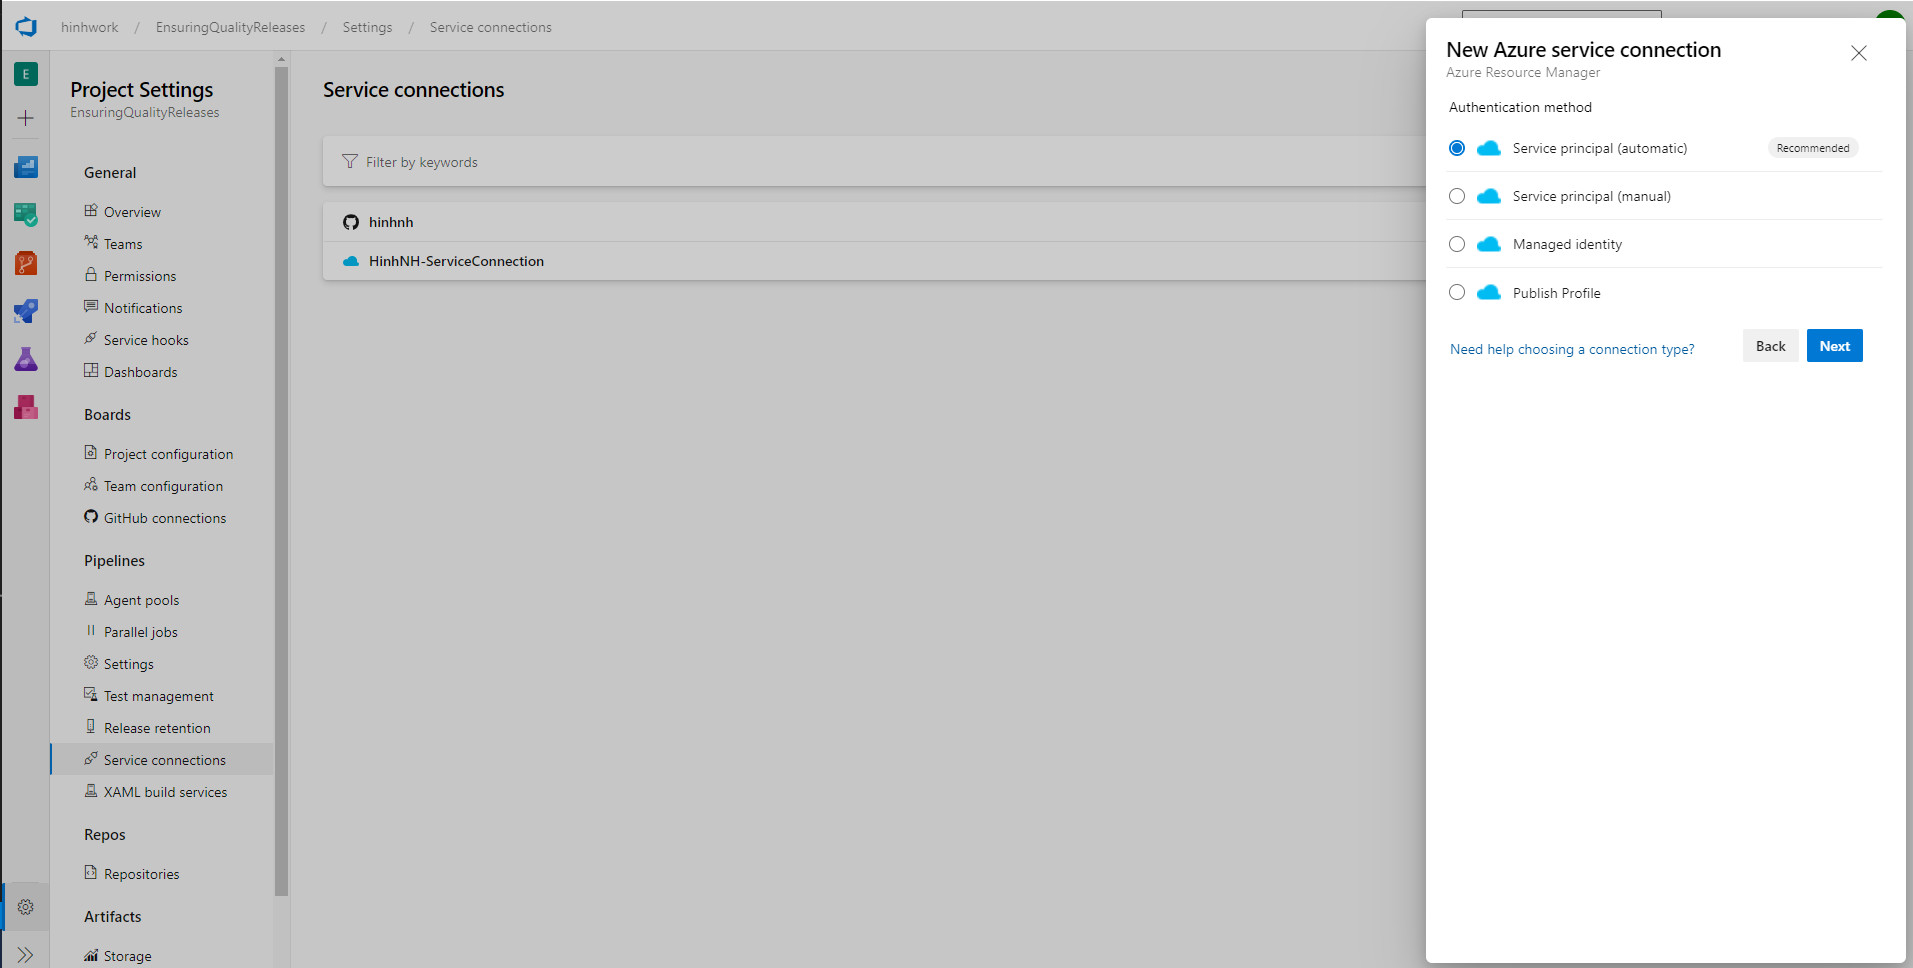 hinhwork / EnsuringQualityReleases / Settings / Service connections
E
Project Settings
EnsuringQualityReleases
General
Overview
Teams
Permissions
Notifications
Service hooks
Dashboards
Boards
Project configuration
Team configuration
GitHub connections
Pipelines
Agent pools
Parallel jobs
Settings
Test management
Release retention
Service connections
XAML build services
Repos
Repositories
Artifacts
Storage
Service connections
Filter by keywords
hinhnh
HinhNH-ServiceConnection
New Azure service connection
Azure Resource Manager
Authentication method
Service principal (automatic) Recommended
Service principal (manual)
Managed identity
Publish Profile
Need help choosing a connection type? Back Next